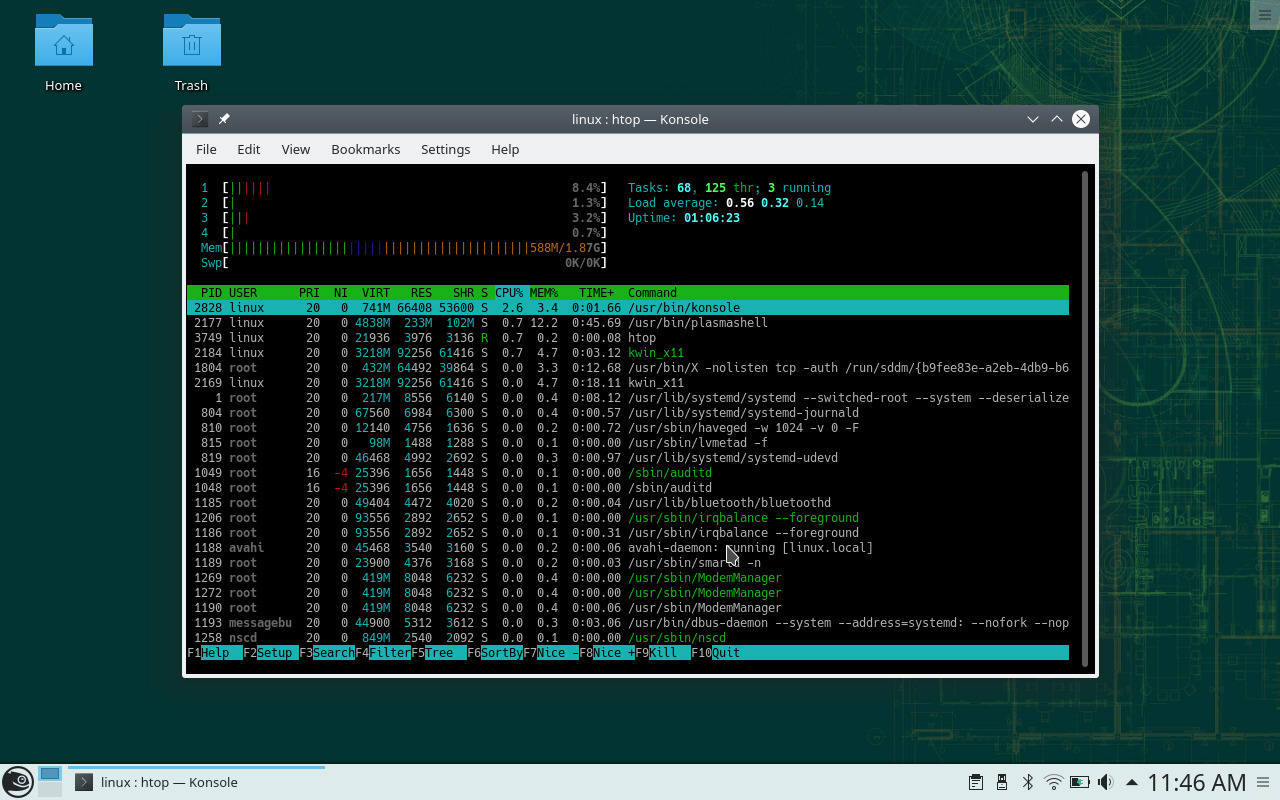 Home
Trash
linux : htop — Konsole
File Edit View Bookmarks Settings Help
1 [||||||| 8.4%] Tasks: 68, 125 thr; 3 running
2 [| 1.3%] Load average: 0.56 0.32 0.14
3 [||| 3.2%] Uptime: 01:06:23
4 [| 0.7%]
Mem[|||||||||||||||||||||||||||||||||||||||||||588M/1.87G]
Swp[ 0K/0K]
PID USER PRI NI VIRT RES SHR S CPU% MEM% TIME+ Command
2828 linux 20 0 741M 66408 53600 S 2.6 3.4 0:01.66 /usr/bin/konsole
2177 linux 20 0 4838M 233M 102M S 0.7 12.2 0:45.69 /usr/bin/plasmashell
3749 linux 20 0 21936 3976 3136 R 0.7 0.2 0:00.08 htop
2184 linux 20 0 3218M 92256 61416 S 0.7 4.7 0:03.12 kwin_x11
1804 root 20 0 432M 64492 39864 S 0.0 3.3 0:12.68 /usr/bin/X -nolisten tcp -auth /run/sddm/{b9fee83e-a2eb-4db9-b6
2169 linux 20 0 3218M 92256 61416 S 0.0 4.7 0:18.11 kwin_x11
1 root 20 0 217M 8556 6140 S 0.0 0.4 0:08.12 /usr/lib/systemd/systemd --switched-root --system --deserialize
804 root 20 0 67560 6984 6300 S 0.0 0.4 0:00.57 /usr/lib/systemd/systemd-journald
810 root 20 0 12140 4756 1636 S 0.0 0.2 0:00.72 /usr/sbin/haveged -w 1024 -v 0 -F
815 root 20 0 98M 1488 1288 S 0.0 0.1 0:00.00 /usr/sbin/lvmetad -f
819 root 20 0 46468 4992 2692 S 0.0 0.3 0:00.97 /usr/lib/systemd/systemd-udevd
1049 root 16 -4 25396 1656 1448 S 0.0 0.1 0:00.00 /sbin/auditd
1048 root 16 -4 25396 1656 1448 S 0.0 0.1 0:00.00 /sbin/auditd
1185 root 20 0 49404 4472 4020 S 0.0 0.2 0:00.04 /usr/lib/bluetooth/bluetoothd
1206 root 20 0 93556 2892 2652 S 0.0 0.1 0:00.00 /usr/sbin/irqbalance --foreground
1186 root 20 0 93556 2892 2652 S 0.0 0.1 0:00.31 /usr/sbin/irqbalance --foreground
1188 avahi 20 0 45468 3540 3160 S 0.0 0.2 0:00.06 avahi-daemon: running [linux.local]
1189 root 20 0 23900 4376 3168 S 0.0 0.2 0:00.03 /usr/sbin/smartd -n
1269 root 20 0 419M 8048 6232 S 0.0 0.4 0:00.00 /usr/sbin/ModemManager
1272 root 20 0 419M 8048 6232 S 0.0 0.4 0:00.00 /usr/sbin/ModemManager
1190 root 20 0 419M 8048 6232 S 0.0 0.4 0:00.06 /usr/sbin/ModemManager
1193 messagebu 20 0 44900 5312 3612 S 0.0 0.3 0:03.06 /usr/bin/dbus-daemon --system --address=systemd: --nofork --nop
1258 nscd 20 0 849M 2540 2092 S 0.0 0.1 0:00.00 /usr/sbin/nscd
F1Help F2Setup F3SearchF4FilterF5Tree F6SortByF7Nice -F8Nice +F9Kill F10Quit
linux : htop — Konsole
11:46 AM